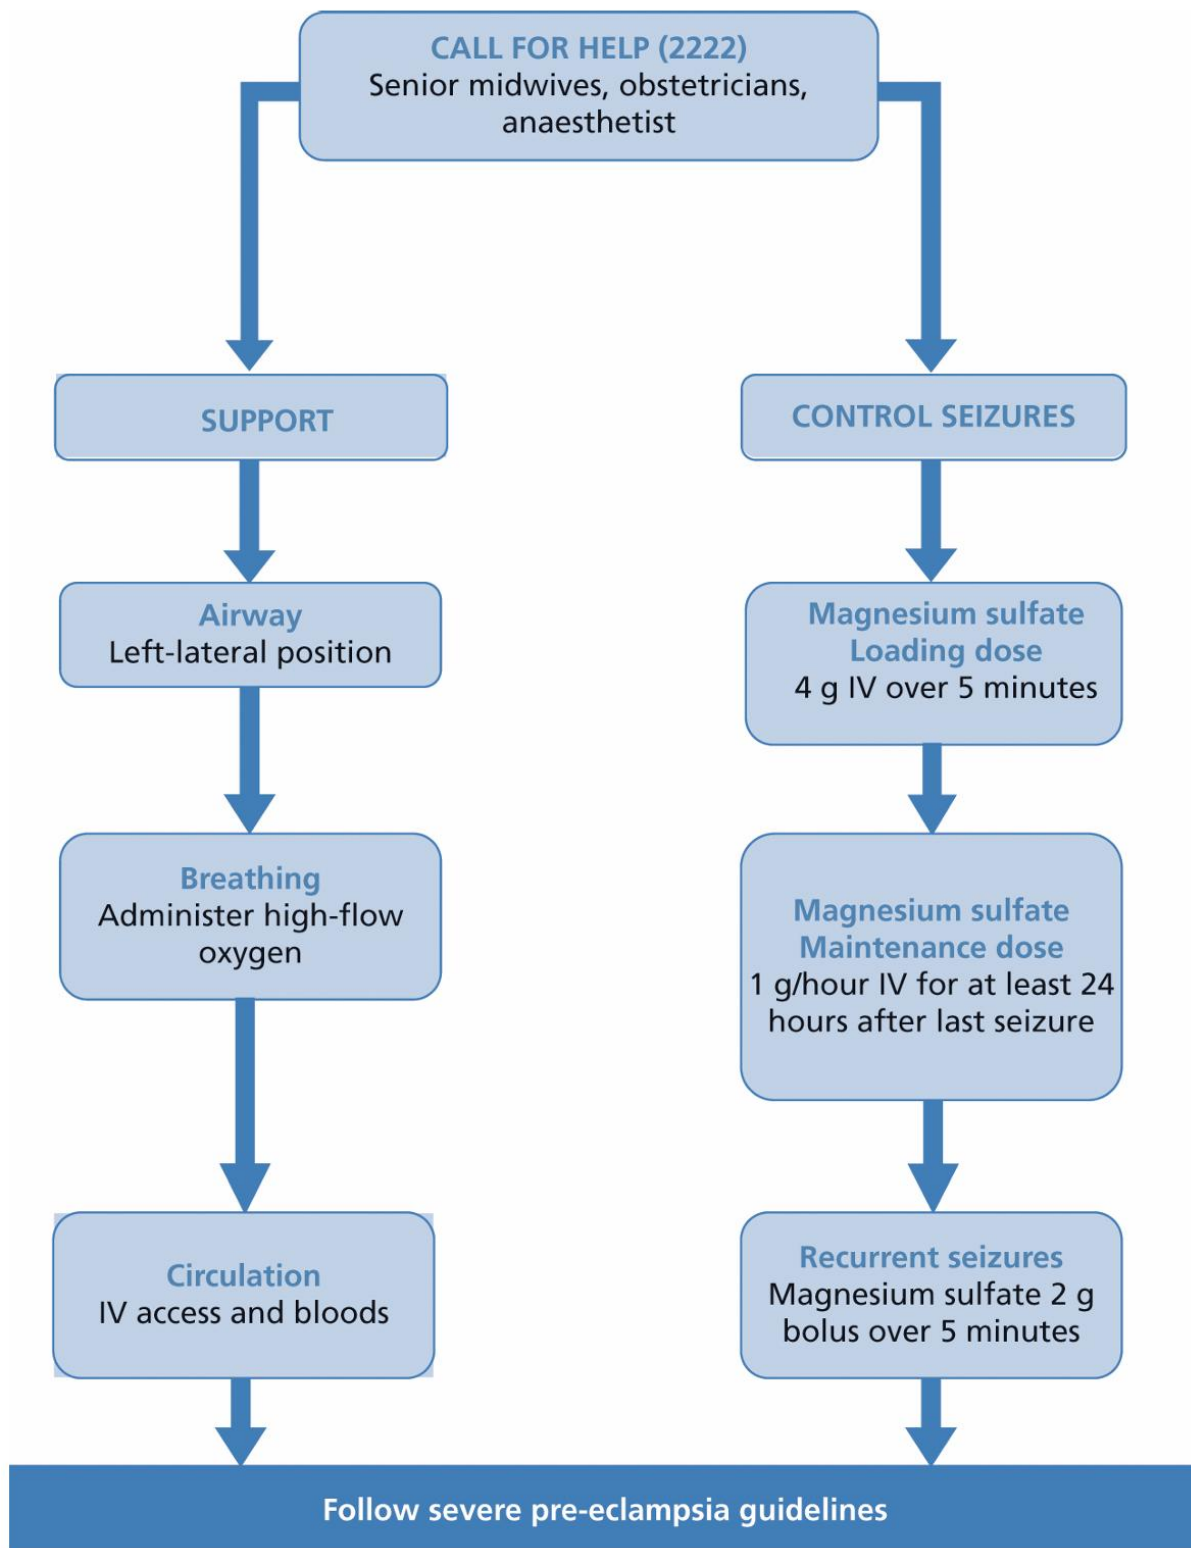 CALL FOR HELP (2222)
Senior midwives, obstetricians,
anaesthetist
SUPPORT
Airway
Left-lateral position
Breathing
Administer high-flow
oxygen
Circulation
IV access and bloods
CONTROL SEIZURES
Magnesium sulfate
Loading dose
4 g IV over 5 minutes
Magnesium sulfate
Maintenance dose
1 g/hour IV for at least 24
hours after last seizure
Recurrent seizures
Magnesium sulfate 2 g
bolus over 5 minutes
Follow severe pre-eclampsia guidelines